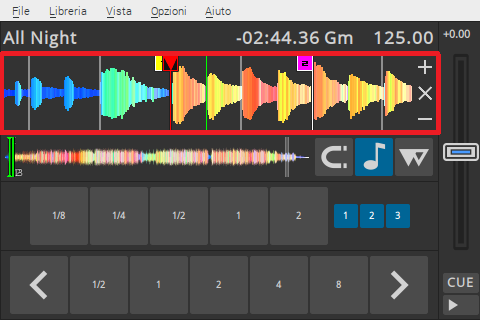 File Libreria Vista Opzioni Aiuto
All Night -02:44.36 Gm 125.00 +0.00
1/8 1/4 1/2 1 2 1 2 3
1/2 1 2 4 8
CUE